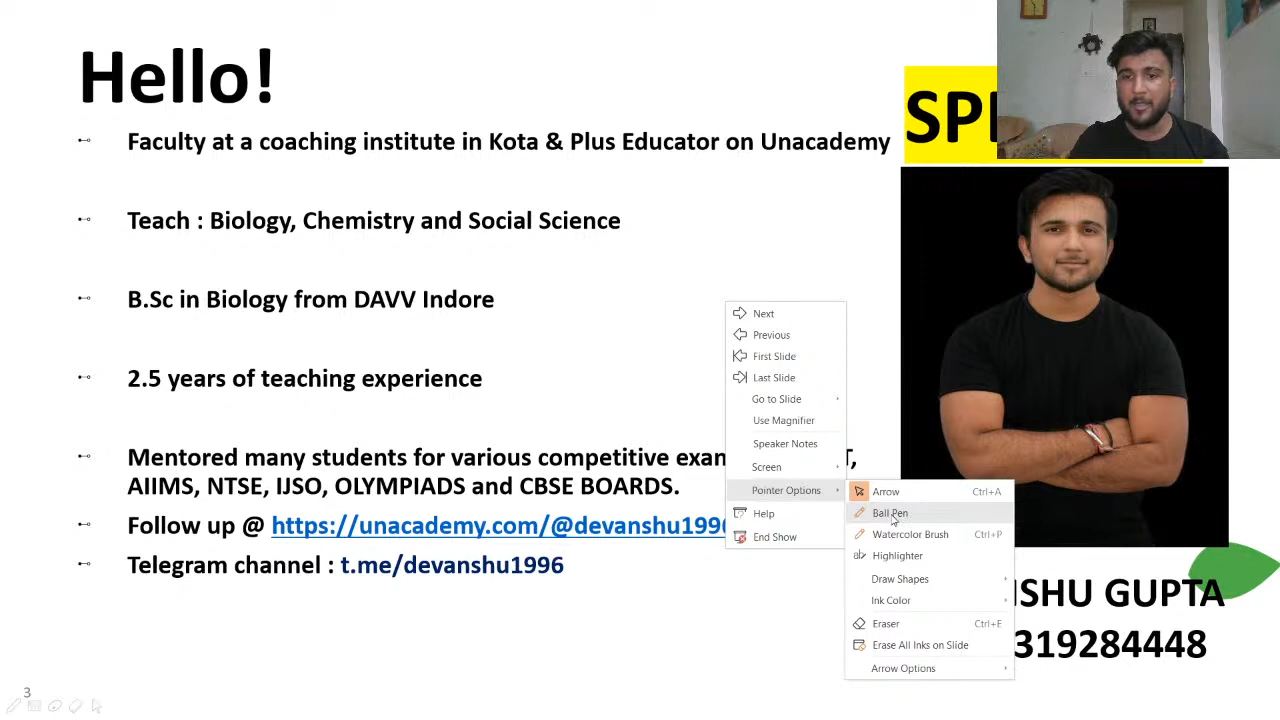 Hello!
Faculty at a coaching institute in Kota & Plus Educator on Unacademy
Teach : Biology, Chemistry and Social Science
B.Sc in Biology from DAVV Indore
2.5 years of teaching experience
Mentored many students for various competitive
AIIMS, NTSE, IJSO, OLYMPIADS and CBSE BOARDS.
Follow up @ https://unacademy.com/@devanshu199
Telegram channel : t.me/devanshu1996
Next
Previous
First Slide
Last Slide
Go to Slide
Use Magnifier
Speaker Notes
Screen
Pointer Options
Help
End Show
Arrow Ctrl+A
Ball Pen
Watercolor Brush Ctrl+P
Highlighter
Draw Shapes
Ink Color
Eraser Ctrl+E
Erase All Inks on Slide
Arrow Options
SP
SHU GUPTA
319284448
3